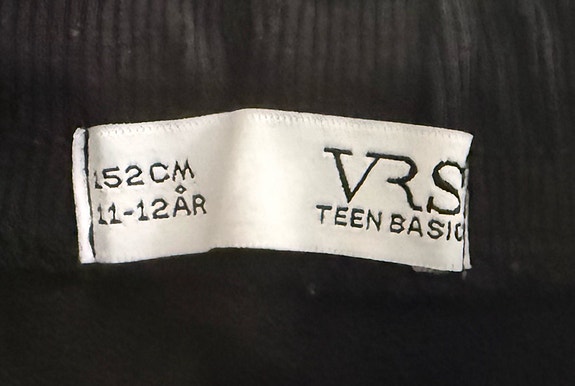 152CM
11-12ÅR
VRS
TEEN BASIC